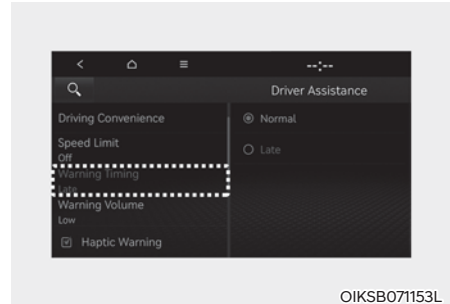 --:--
Driver Assistance
Driving Convenience
Speed Limit
Off
Warning Timing
Late
Warning Volume
Low
Haptic Warning
Normal
Late
OIKSB071153L